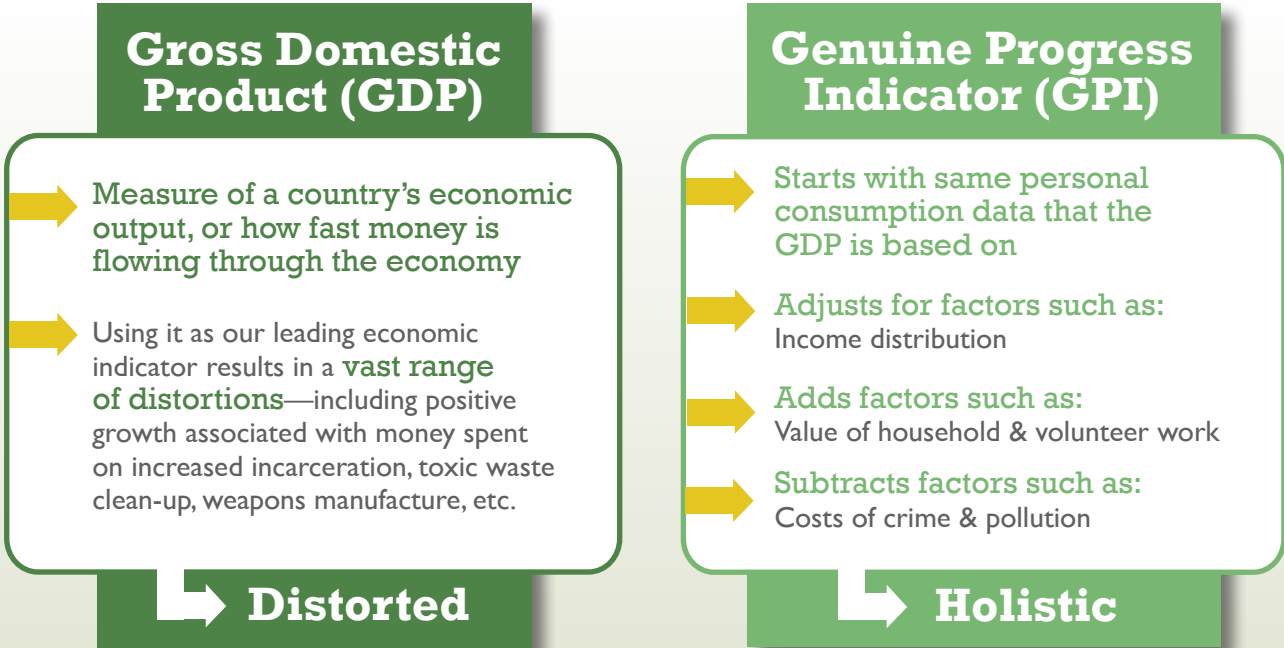 Gross Domestic
Product (GDP)
Measure of a country’s economic
output, or how fast money is
flowing through the economy
Using it as our leading economic
indicator results in a vast range
of distortions—including positive
growth associated with money spent
on increased incarceration, toxic waste
clean-up, weapons manufacture, etc.
Distorted
Genuine Progress
Indicator (GPI)
Starts with same personal
consumption data that the
GDP is based on
Adjusts for factors such as:
Income distribution
Adds factors such as:
Value of household & volunteer work
Subtracts factors such as:
Costs of crime & pollution
Holistic